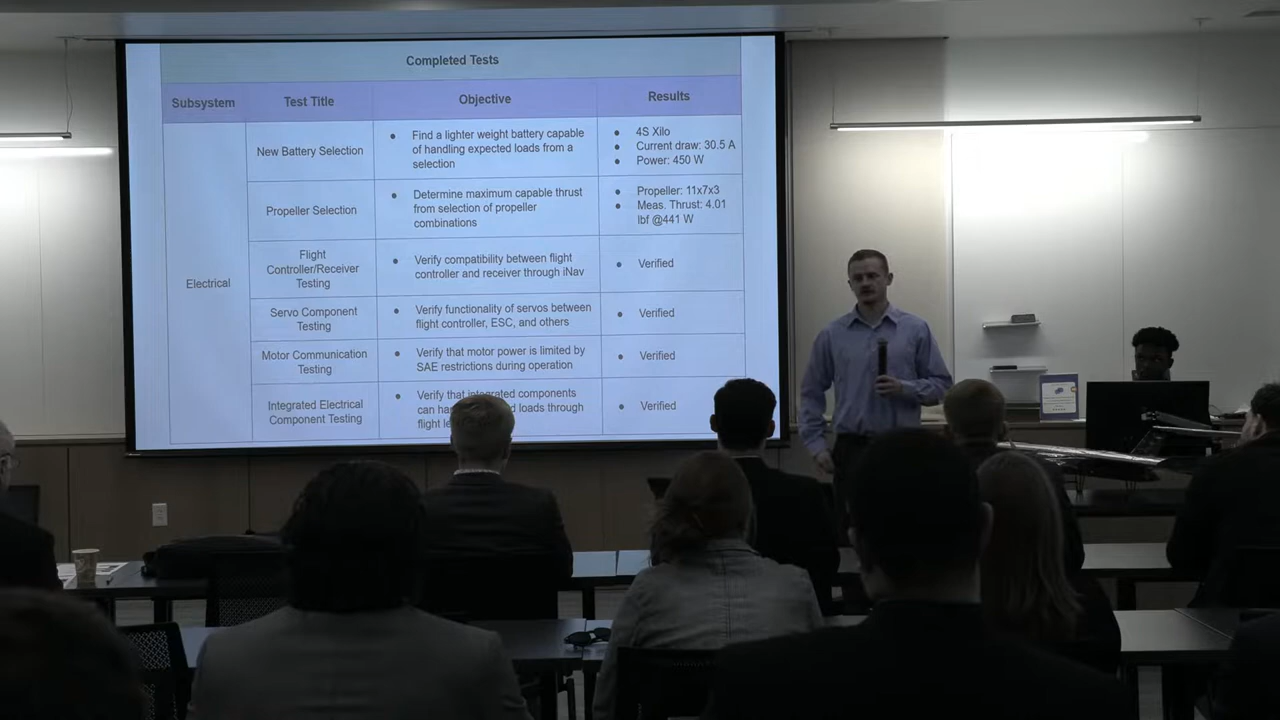 Completed Tests
Subsystem
Test Title
Objective
Results
Electrical
New Battery Selection
Find a lighter weight battery capable
of handling expected loads from a
selection
4S Xilo
Current draw: 30.5 A
Power: 450 W
Propeller Selection
Determine maximum capable thrust
from selection of propeller
combinations
Propeller: 11x7x3
Meas. Thrust: 4.01
lbf @441 W
Flight
Controller/Receiver
Testing
Verify compatibility between flight
controller and receiver through iNav
Verified
Servo Component
Testing
Verify functionality of servos between
flight controller, ESC, and others
Verified
Motor Communication
Testing
Verify that motor power is limited by
SAE restrictions during operation
Verified
Integrated Electrical
Component Testing
Verify that integrated components
can loads through
flight
Verified